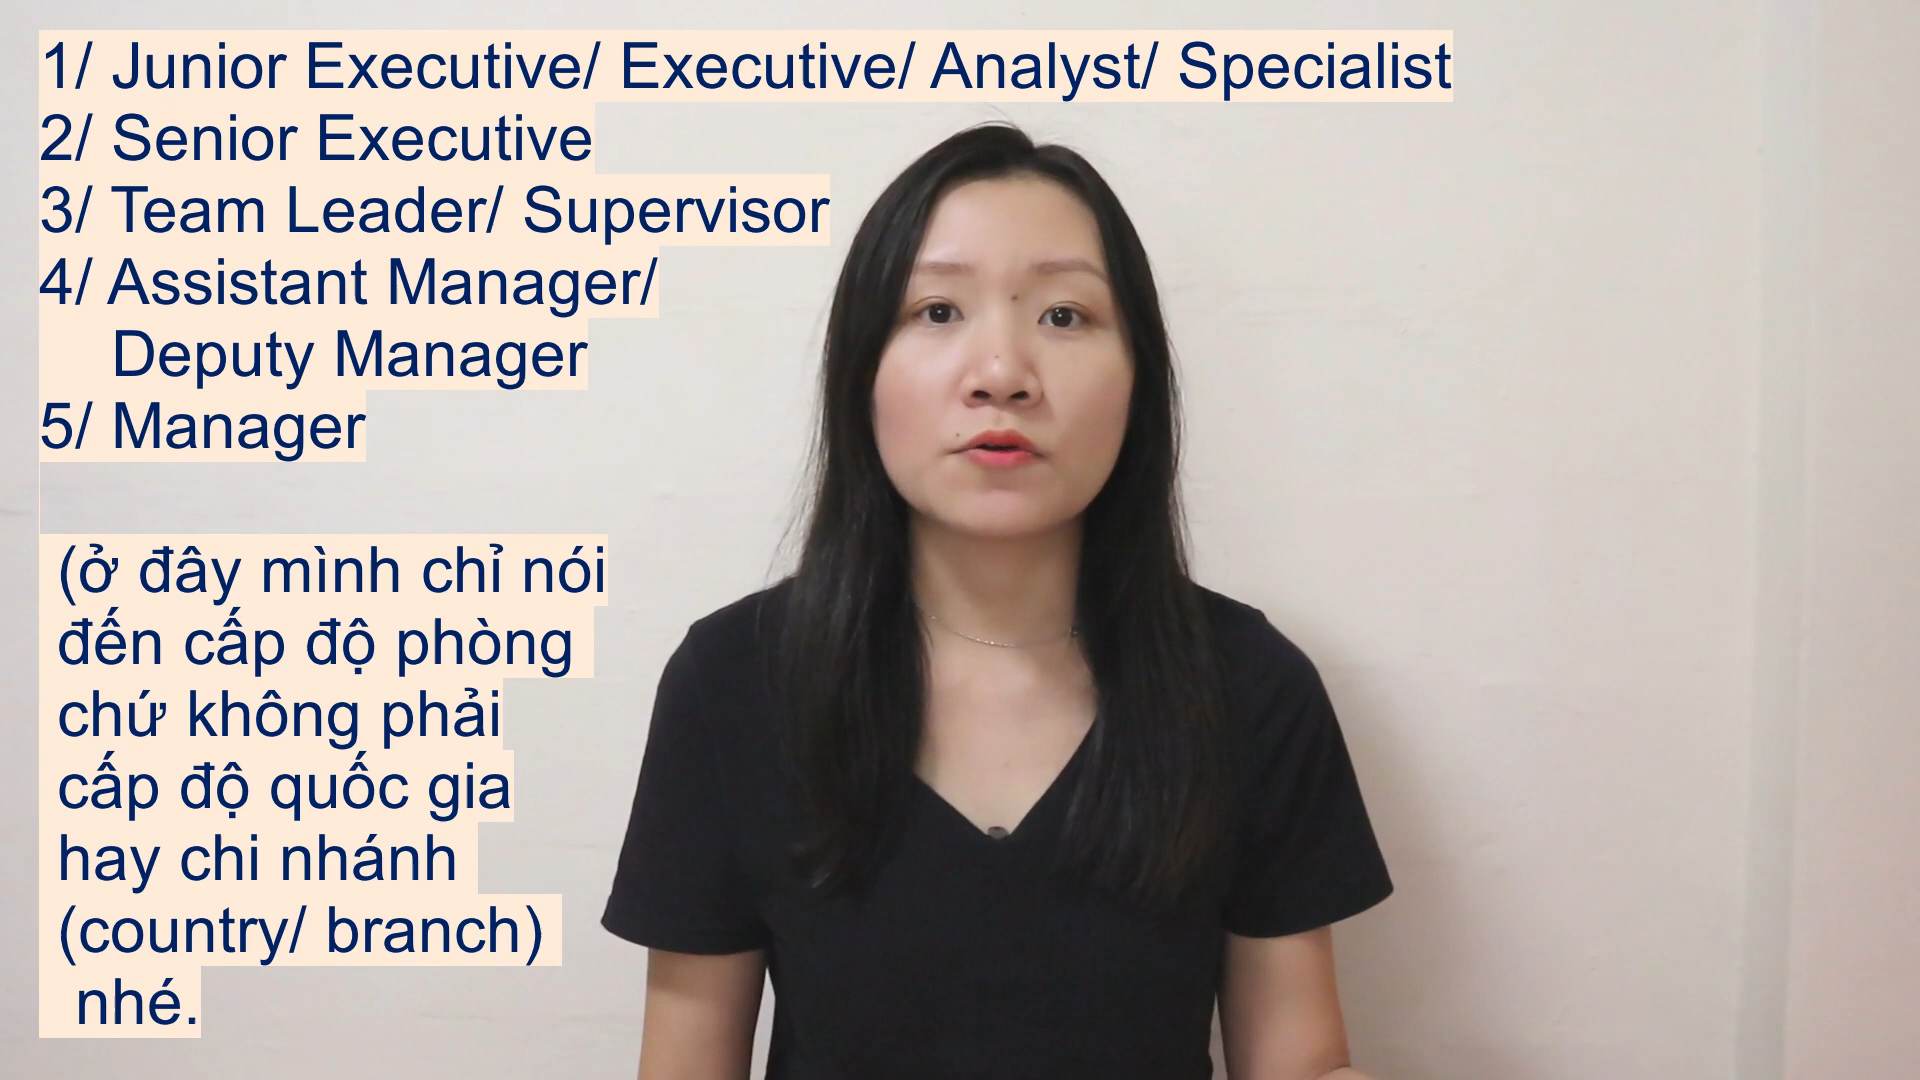 1/ Junior Executive/ Executive/ Analyst/ Specialist
2/ Senior Executive
3/ Team Leader/ Supervisor
4/ Assistant Manager/
Deputy Manager
5/ Manager
(ở đây mình chỉ nói
đến cấp độ phòng
chứ không phải
cấp độ quốc gia
hay chi nhánh
(country/ branch)
nhé.